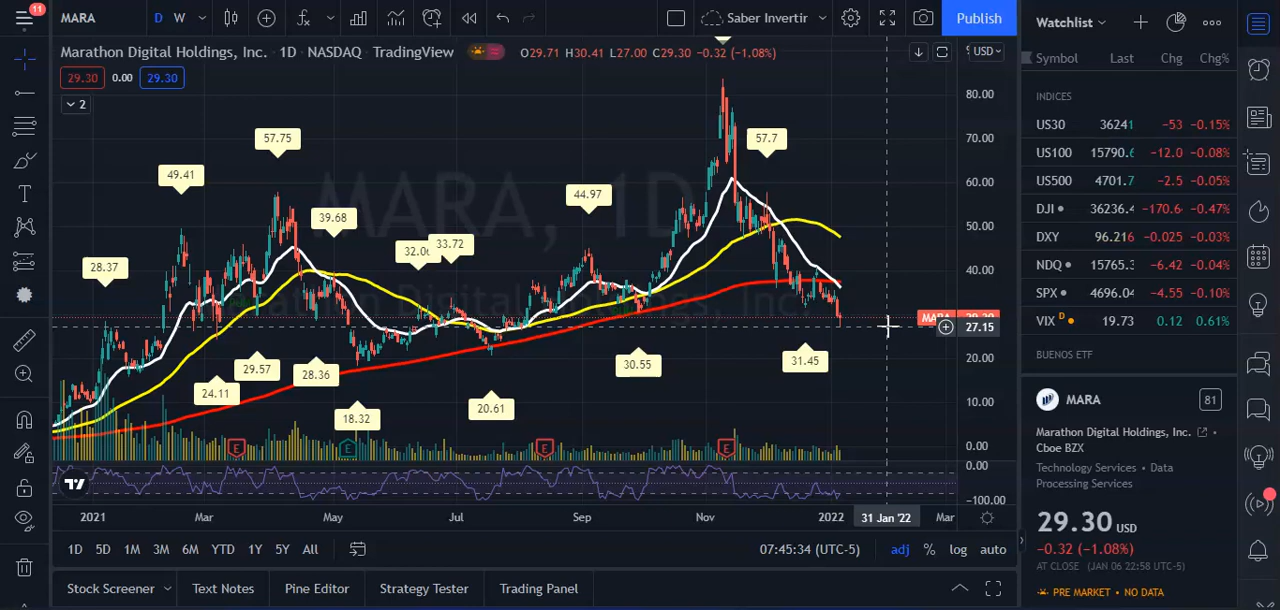 11
MARA
D W
Saber Invertir
Publish
Marathon Digital Holdings, Inc. · 1D · NASDAQ · TradingView
O29.71 H30.41 L27.00 C29.30 −0.32 (−1.08%)
USD
29.30 0.00 29.30
2
MARA, 1D
Marathon Digital Holdings, Inc.
28.37
49.41
57.75
39.68
33.72
44.97
57.7
24.11
29.57
28.36
18.32
20.61
30.55
31.45
E
E
E
E
80.00
70.00
60.00
50.00
40.00
MARA
27.15
20.00
10.00
0.00
0.00
−100.00
2021 Mar May Jul Sep Nov 2022 31 Jan '22 Mar
1D 5D 1M 3M 6M YTD 1Y 5Y All
07:45:34 (UTC-5) adj % log auto
Stock Screener Text Notes Pine Editor Strategy Tester Trading Panel
Watchlist
Symbol Last Chg Chg%
INDICES
US30 36241 −53 −0.15%
US100 15790.6 −12.0 −0.08%
US500 4701.7 −2.5 −0.05%
DJI 36236.4 −170.6 −0.47%
DXY 96.216 −0.025 −0.03%
NDQ 15765.3 −6.42 −0.04%
SPX 4696.04 −4.55 −0.10%
VIX D 19.73 0.12 0.61%
BUENOS ETF
MARA 81
Marathon Digital Holdings, Inc. ·
Cboe BZX
Technology Services · Data
Processing Services
29.30 USD
−0.32 (−1.08%)
AT CLOSE (JAN 06 22:58 UTC-5)
PRE MARKET · NO DATA